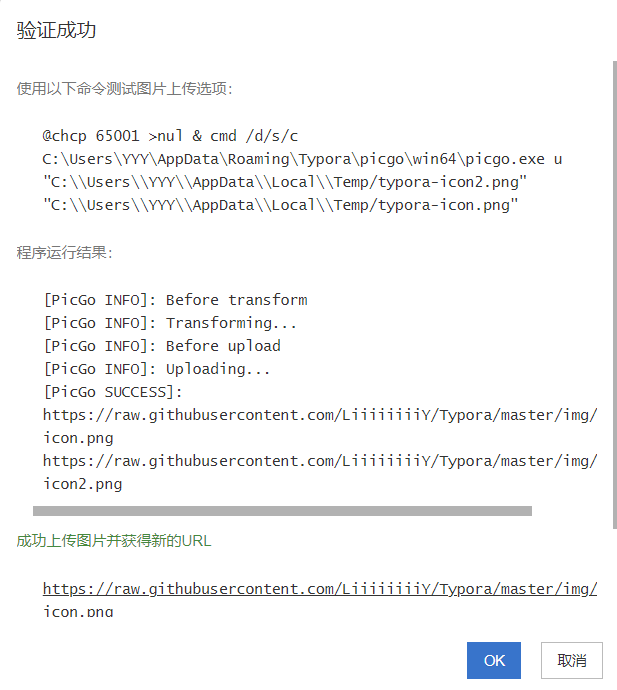 验证成功
使用以下命令测试图片上传选项:
@chcp 65001 >nul & cmd /d/s/c
C:\Users\YYY\AppData\Roaming\Typora\picgo\win64\picgo.exe u
"C:\\Users\\YYY\\AppData\\Local\\Temp/typora-icon2.png"
"C:\\Users\\YYY\\AppData\\Local\\Temp/typora-icon.png"
程序运行结果:
[PicGo INFO]: Before transform
[PicGo INFO]: Transforming...
[PicGo INFO]: Before upload
[PicGo INFO]: Uploading...
[PicGo SUCCESS]:
https://raw.githubusercontent.com/LiiiiiiiiY/Typora/master/img/
icon.png
https://raw.githubusercontent.com/LiiiiiiiiY/Typora/master/img/
icon2.png
成功上传图片并获得新的URL
https://raw.githubusercontent.com/LiiiiiiiiY/Typora/master/img/
icon.png
OK 取消